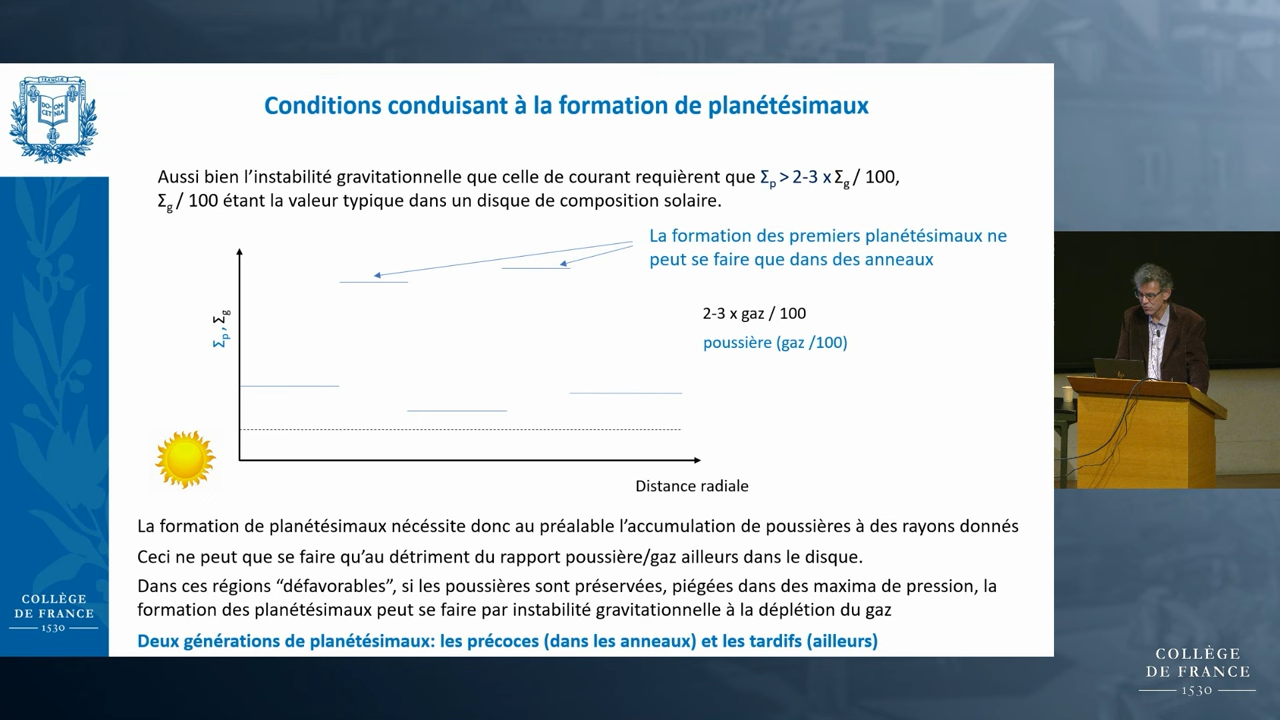 Conditions conduisant à la formation de planétésimaux
Aussi bien l’instabilité gravitationnelle que celle de courant requièrent que Σp > 2-3 x Σg / 100,
Σg / 100 étant la valeur typique dans un disque de composition solaire.
La formation des premiers planétésimaux ne
peut se faire que dans des anneaux
Σp , Σg
2-3 x gaz / 100
poussière (gaz /100)
Distance radiale
La formation de planétésimaux nécéssite donc au préalable l’accumulation de poussières à des rayons donnés
Ceci ne peut que se faire qu’au détriment du rapport poussière/gaz ailleurs dans le disque.
Dans ces régions “défavorables”, si les poussières sont préservées, piégées dans des maxima de pression, la
formation des planétésimaux peut se faire par instabilité gravitationnelle à la déplétion du gaz
Deux générations de planétésimaux: les précoces (dans les anneaux) et les tardifs (ailleurs)
COLLÈGE
DE FRANCE
1530
COLLÈGE
DE FRANCE
1530